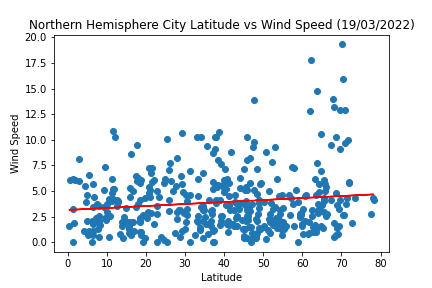 Northern Hemisphere City Latitude vs Wind Speed (19/03/2022)
20.0
17.5
15.0
12.5
10.0
7.5
5.0
2.5
0.0
Wind Speed
0 10 20 30 40 50 60 70 80
Latitude